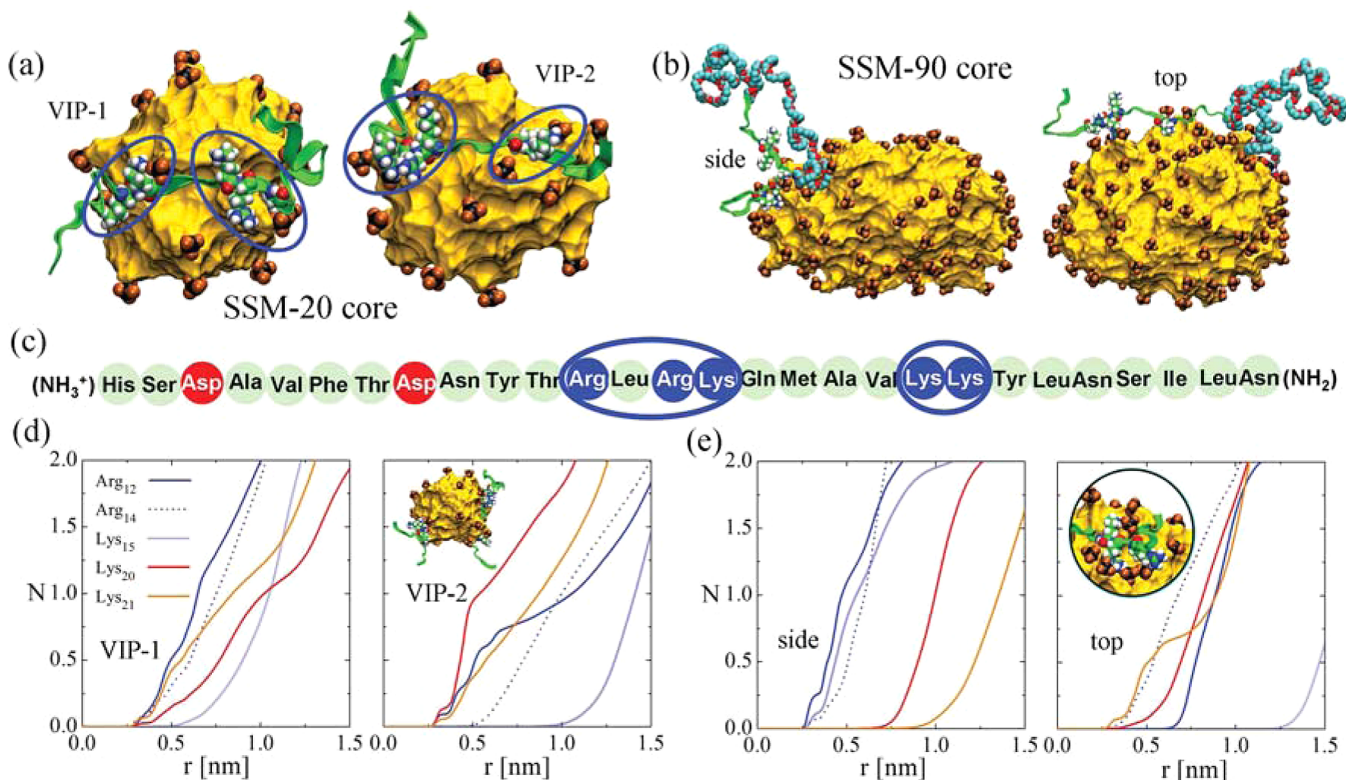 (a)
VIP-1
VIP-2
SSM-20 core
(b)
SSM-90 core
side
top
(c)
(NH₃⁺) His Ser Asp Ala Val Phe Thr Asp Asn Tyr Thr Arg Leu Arg Lys Gln Met Ala Val Lys Lys Tyr Leu Asn Ser Ile Leu Asn (NH₂)
(d)
2.0
1.5
1.0
0.5
0.0
N
Arg₁₂
Arg₁₄
Lys₁₅
Lys₂₀
Lys₂₁
VIP-1
0.0 0.5 1.0 1.5
r [nm]
VIP-2
0.5 1.0 1.5
r [nm]
(e)
2.0
1.5
1.0
0.5
0.0
N
side
0.0 0.5 1.0 1.5
r [nm]
top
0.5 1.0 1.5
r [nm]